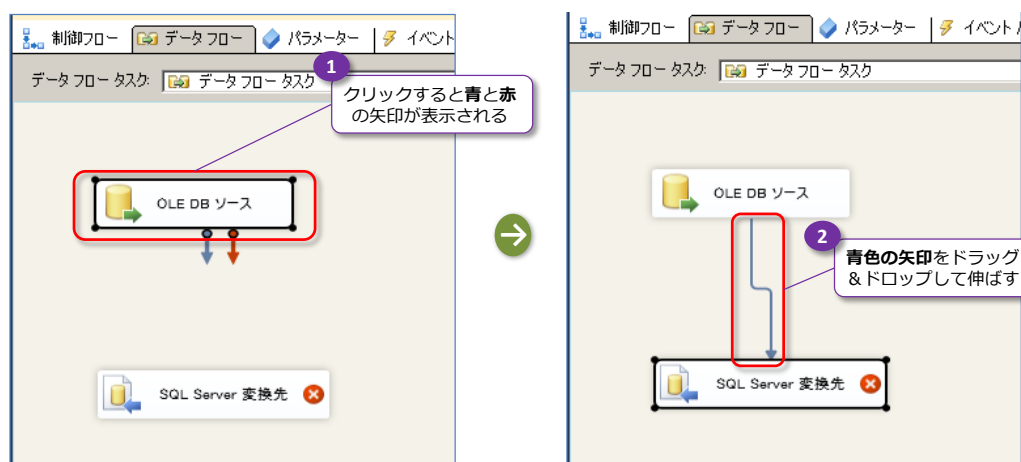 制御フロー データ フロー パラメーター イベント
データ フロー タスク: データ フロー タスク
1
クリックすると青と赤
の矢印が表示される
OLE DB ソース
SQL Server 変換先
制御フロー データ フロー パラメーター イベント
データ フロー タスク: データ フロー タスク
OLE DB ソース
2
青色の矢印をドラッグ
&ドロップして伸ばす
SQL Server 変換先